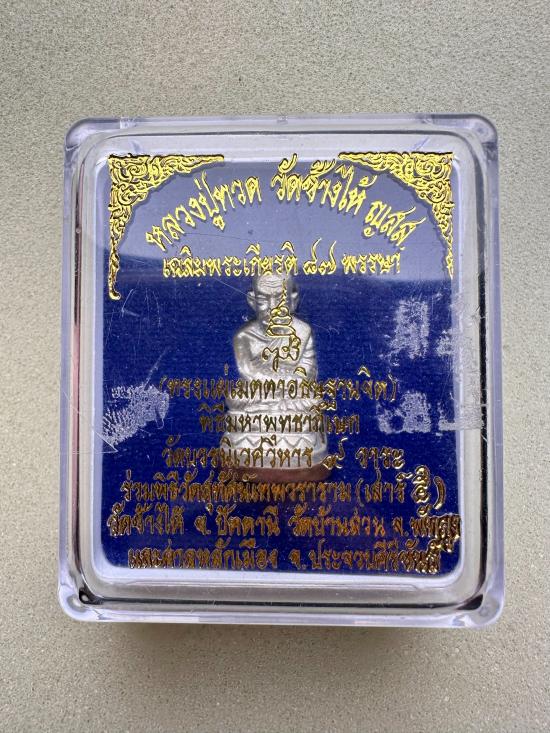 หลวงปู่ทวด วัดช้างให้ ญสส.
เฉลิมพระเกียรติ ๘๗ พรรษา
(ทรงแผ่เมตตาอธิษฐานจิต)
พิธีมหาพุทธาภิเษก
วัดบวรนิเวศวิหาร ๙ วาระ
ร่วมพิธีวัดสุทัศน์เทพวราราม (เสาร์ ๕)
วัดช้างให้ จ.ปัตตานี วัดบ้านสวน จ.พัทลุง
และศาลหลักเมือง จ.ประจวบคีรีขันธ์